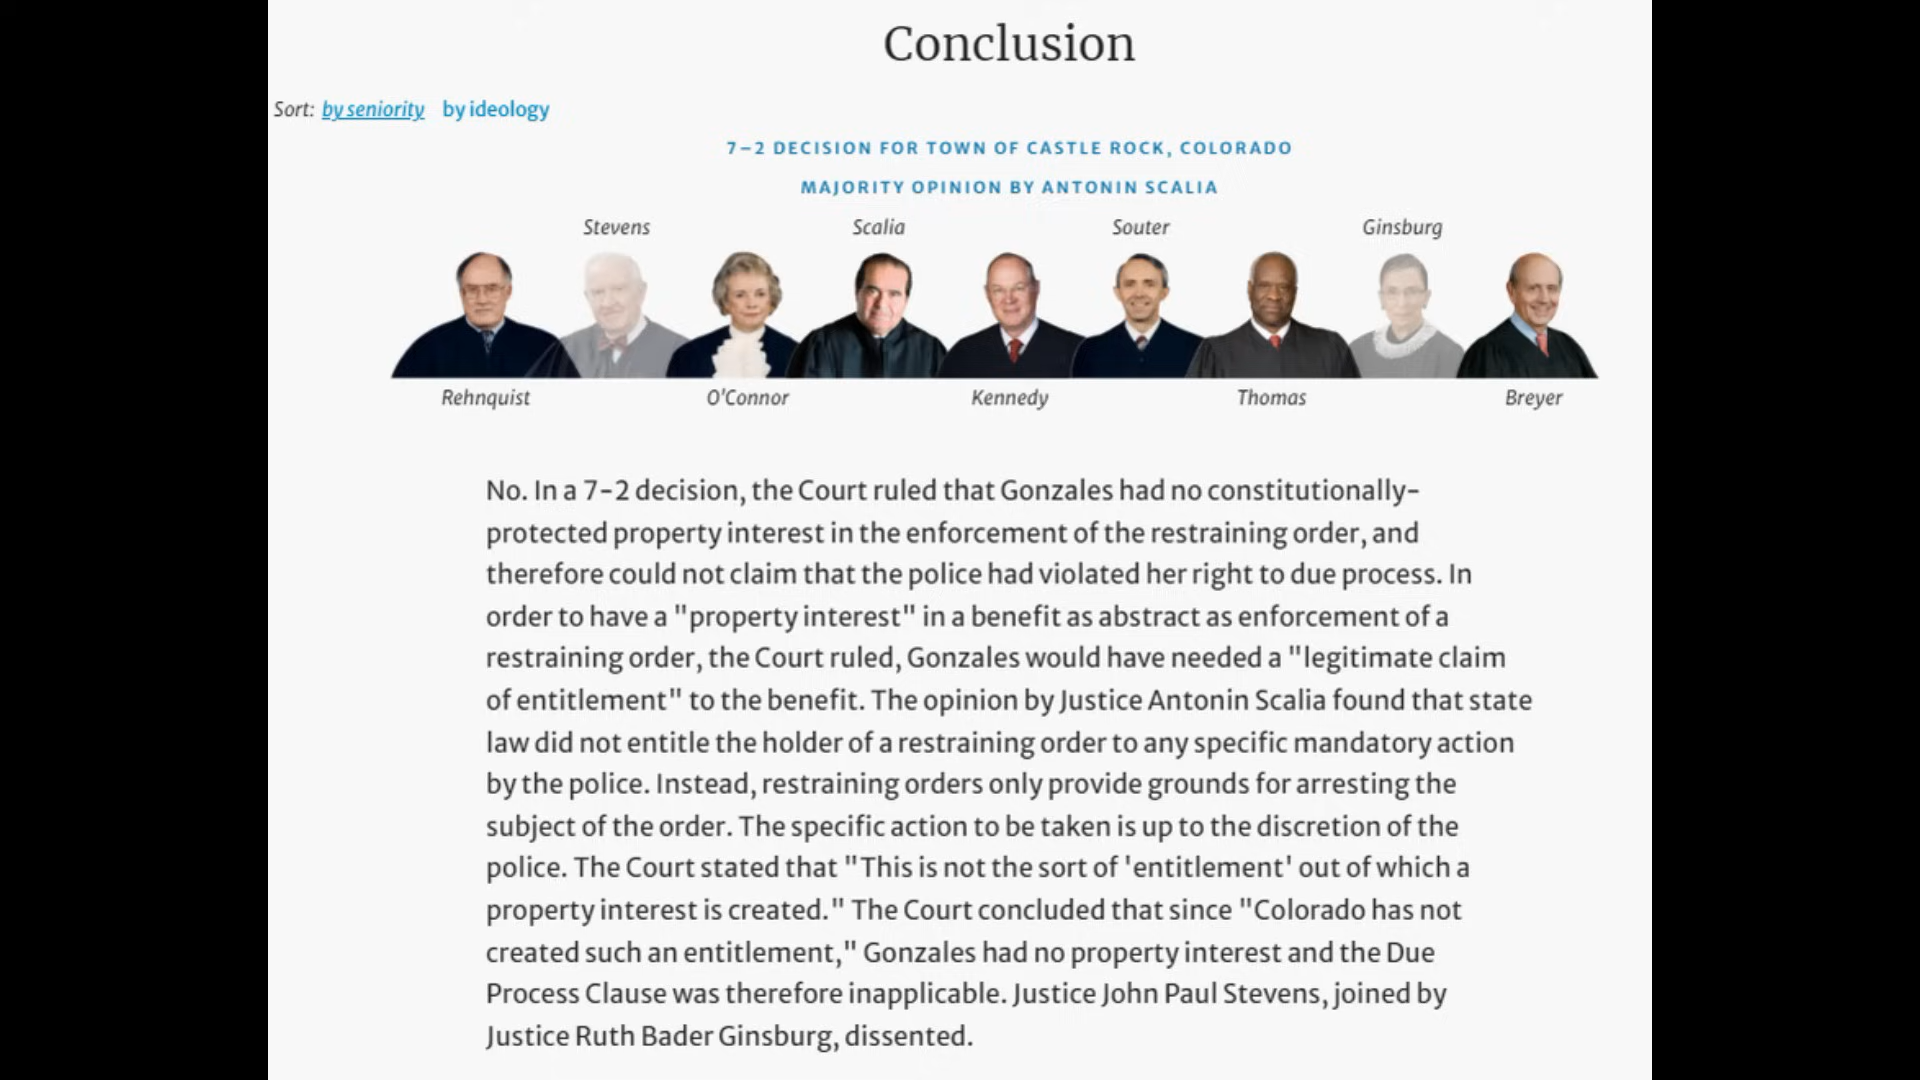 Conclusion
Sort: by seniority by ideology
7–2 DECISION FOR TOWN OF CASTLE ROCK, COLORADO
MAJORITY OPINION BY ANTONIN SCALIA
Stevens Scalia Souter Ginsburg
Rehnquist O'Connor Kennedy Thomas Breyer
No. In a 7-2 decision, the Court ruled that Gonzales had no constitutionally-
protected property interest in the enforcement of the restraining order, and
therefore could not claim that the police had violated her right to due process. In
order to have a "property interest" in a benefit as abstract as enforcement of a
restraining order, the Court ruled, Gonzales would have needed a "legitimate claim
of entitlement" to the benefit. The opinion by Justice Antonin Scalia found that state
law did not entitle the holder of a restraining order to any specific mandatory action
by the police. Instead, restraining orders only provide grounds for arresting the
subject of the order. The specific action to be taken is up to the discretion of the
police. The Court stated that "This is not the sort of 'entitlement' out of which a
property interest is created." The Court concluded that since "Colorado has not
created such an entitlement," Gonzales had no property interest and the Due
Process Clause was therefore inapplicable. Justice John Paul Stevens, joined by
Justice Ruth Bader Ginsburg, dissented.